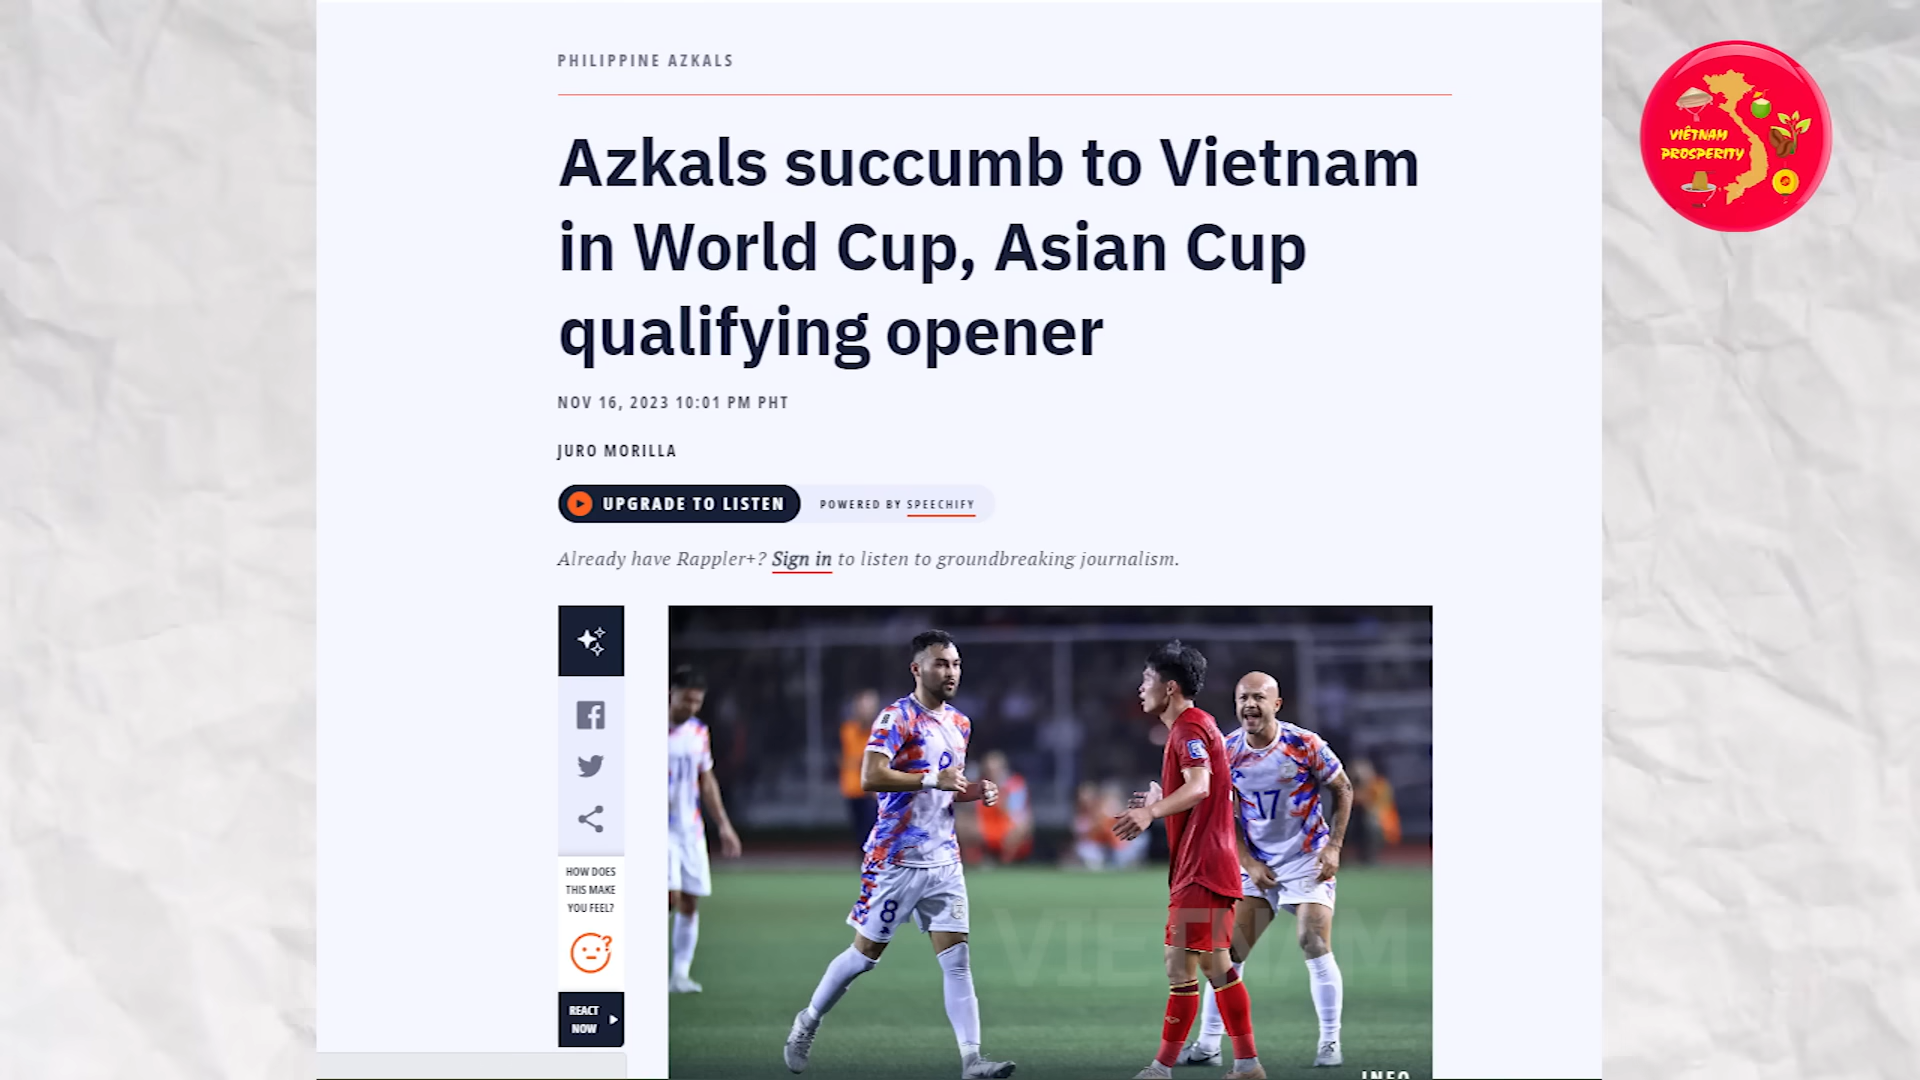 PHILIPPINE AZKALS
Azkals succumb to Vietnam
in World Cup, Asian Cup
qualifying opener
NOV 16, 2023 10:01 PM PHT
JURO MORILLA
UPGRADE TO LISTEN
POWERED BY SPEECHIFY
Already have Rappler+? Sign in to listen to groundbreaking journalism.
HOW DOES
THIS MAKE
YOU FEEL?
REACT
NOW
VIETNAM
PROSPERITY
8
17
VIETNAM
INFO